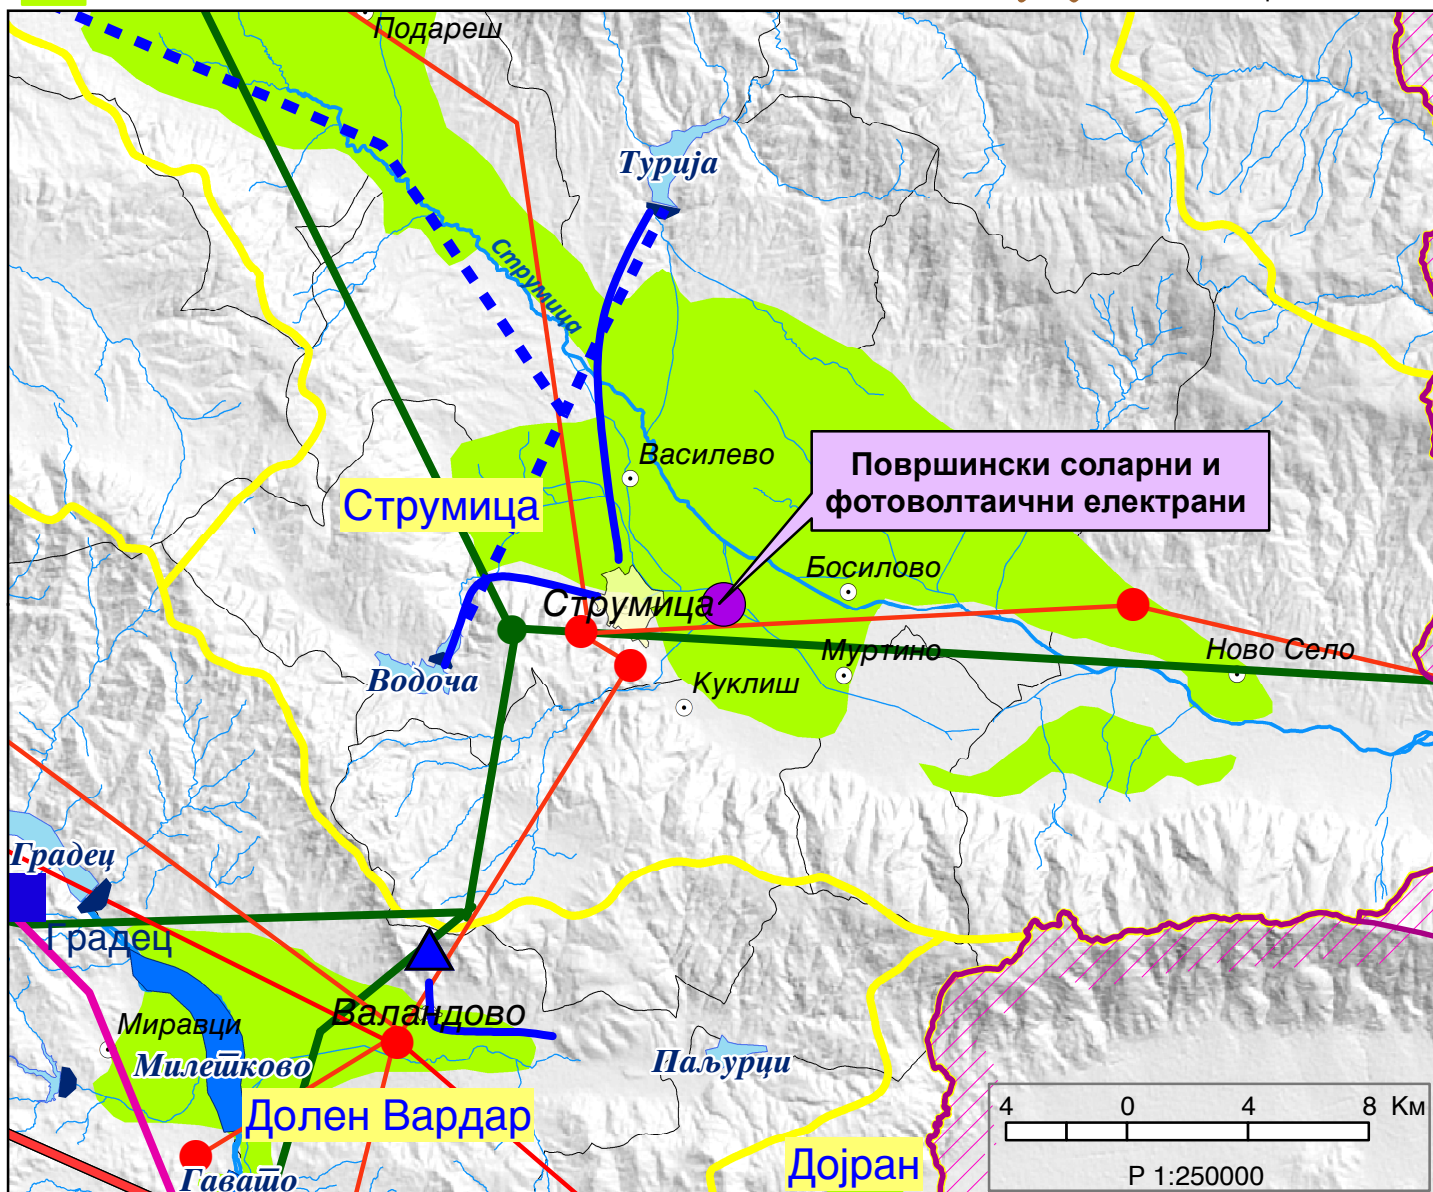 Подареш
Турија
Струмица
Василево
Површински соларни и
фотоволтаични електрани
Струмица
Босилово
Струмица
Муртино
Ново Село
Водоча
Куклиш
Градец
Градец
Валандово
Миравци
Милетково
Паљурци
Долен Вардар
Дојран
Гавато
4 0 4 8 Км
Р 1:250000